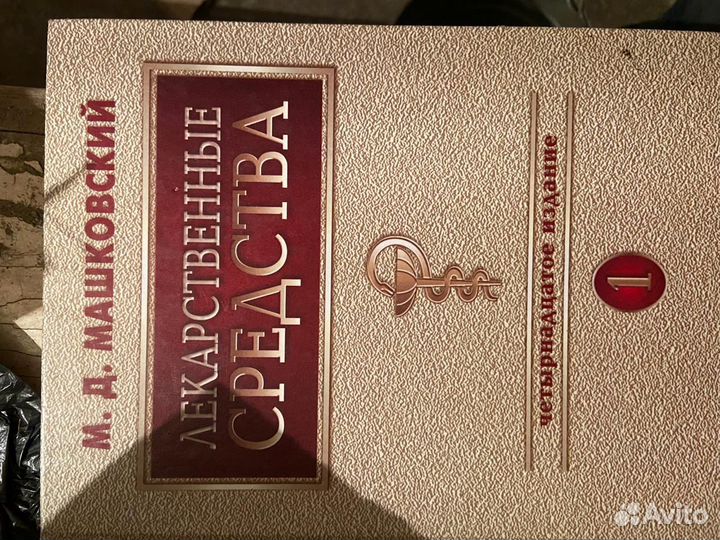 М. Д. МАШКОВСКИЙ
ЛЕКАРСТВЕННЫЕ
СРЕДСТВА
четырнадцатое издание
1
Avito